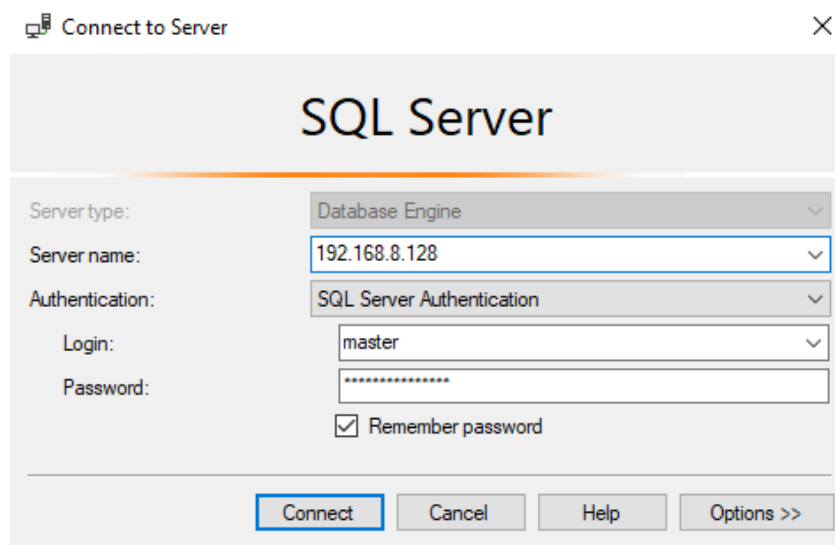 Connect to Server
SQL Server
Server type: Database Engine
Server name: 192.168.8.128
Authentication: SQL Server Authentication
Login: master
Password: ***************
Remember password
Connect Cancel Help Options >>